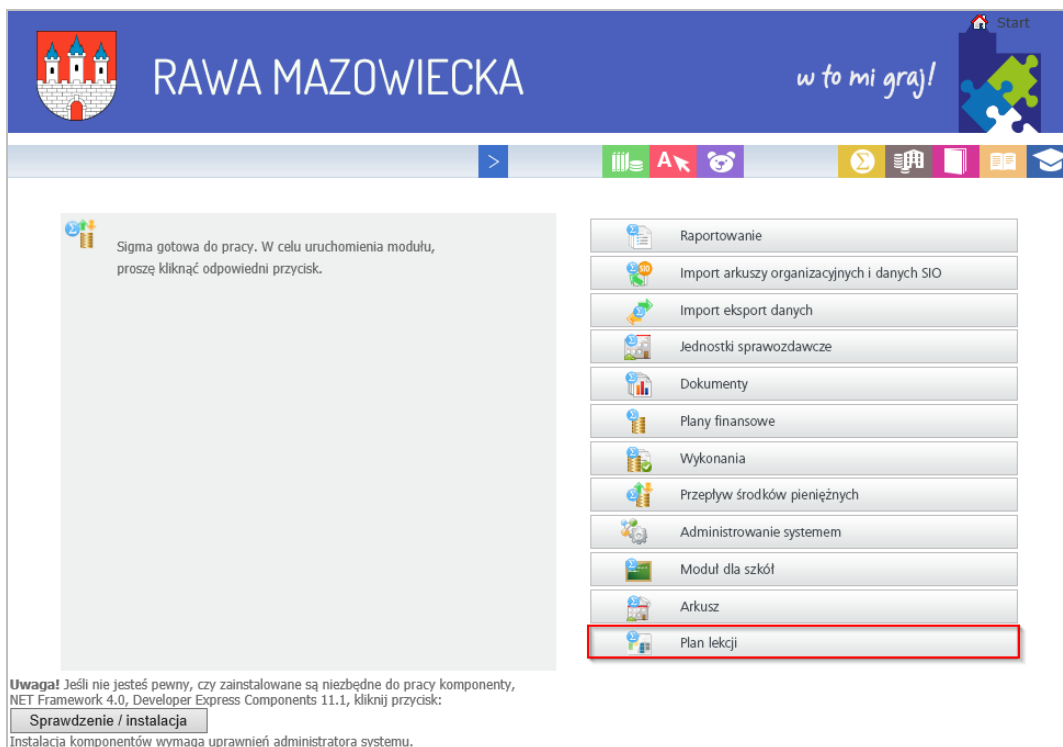 Start
RAWA MAZOWIECKA
w to mi graj!
>
Sigma gotowa do pracy. W celu uruchomienia modułu,
proszę kliknąć odpowiedni przycisk.
Raportowanie
Import arkuszy organizacyjnych i danych SIO
Import eksport danych
Jednostki sprawozdawcze
Dokumenty
Plany finansowe
Wykonania
Przepływ środków pieniężnych
Administrowanie systemem
Moduł dla szkół
Arkusz
Plan lekcji
Uwaga! Jeśli nie jesteś pewny, czy zainstalowane są niezbędne do pracy komponenty,
NET Framework 4.0, Developer Express Components 11.1, kliknij przycisk:
Sprawdzenie / instalacja
Instalacja komponentów wymaga uprawnień administratora systemu.